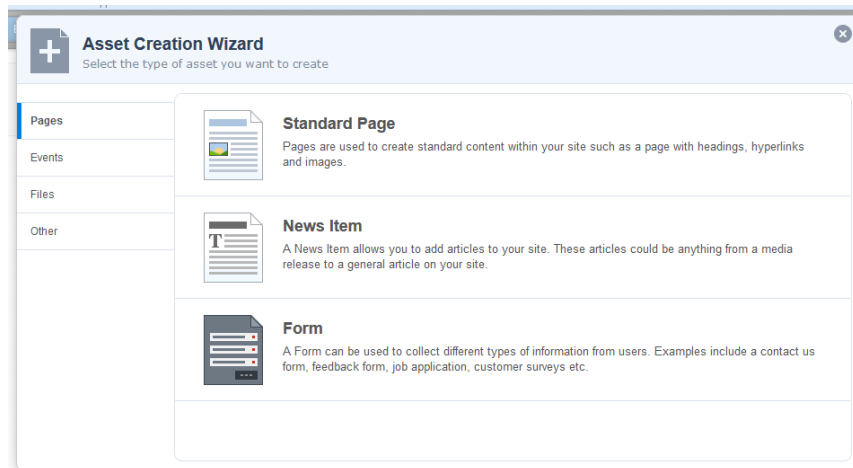 Asset Creation Wizard
Select the type of asset you want to create
Pages
Events
Files
Other
Standard Page
Pages are used to create standard content within your site such as a page with headings, hyperlinks
and images.
T
News Item
A News Item allows you to add articles to your site. These articles could be anything from a media
release to a general article on your site.
Form
A Form can be used to collect different types of information from users. Examples include a contact us
form, feedback form, job application, customer surveys etc.